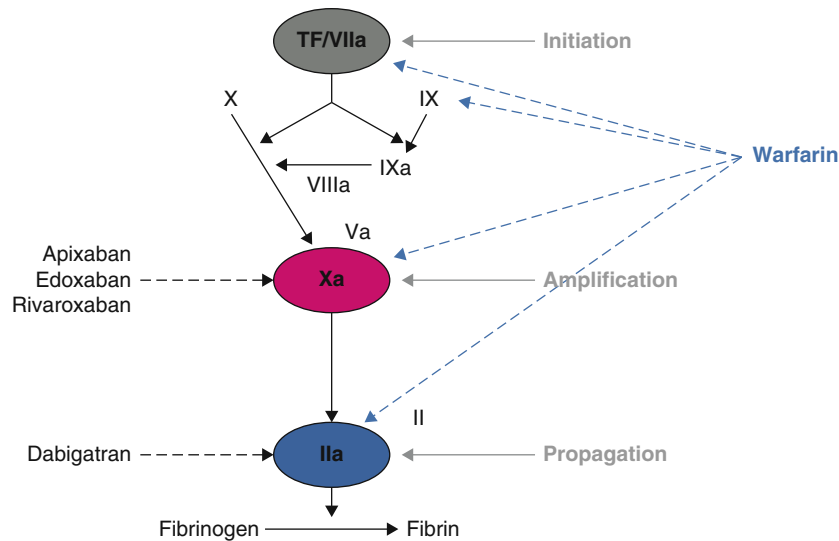 TF/VIIa
Initiation
X
IX
Warfarin
IXa
VIIIa
Va
Apixaban
Edoxaban
Rivaroxaban
Xa
Amplification
II
Dabigatran
IIa
Propagation
Fibrinogen
Fibrin